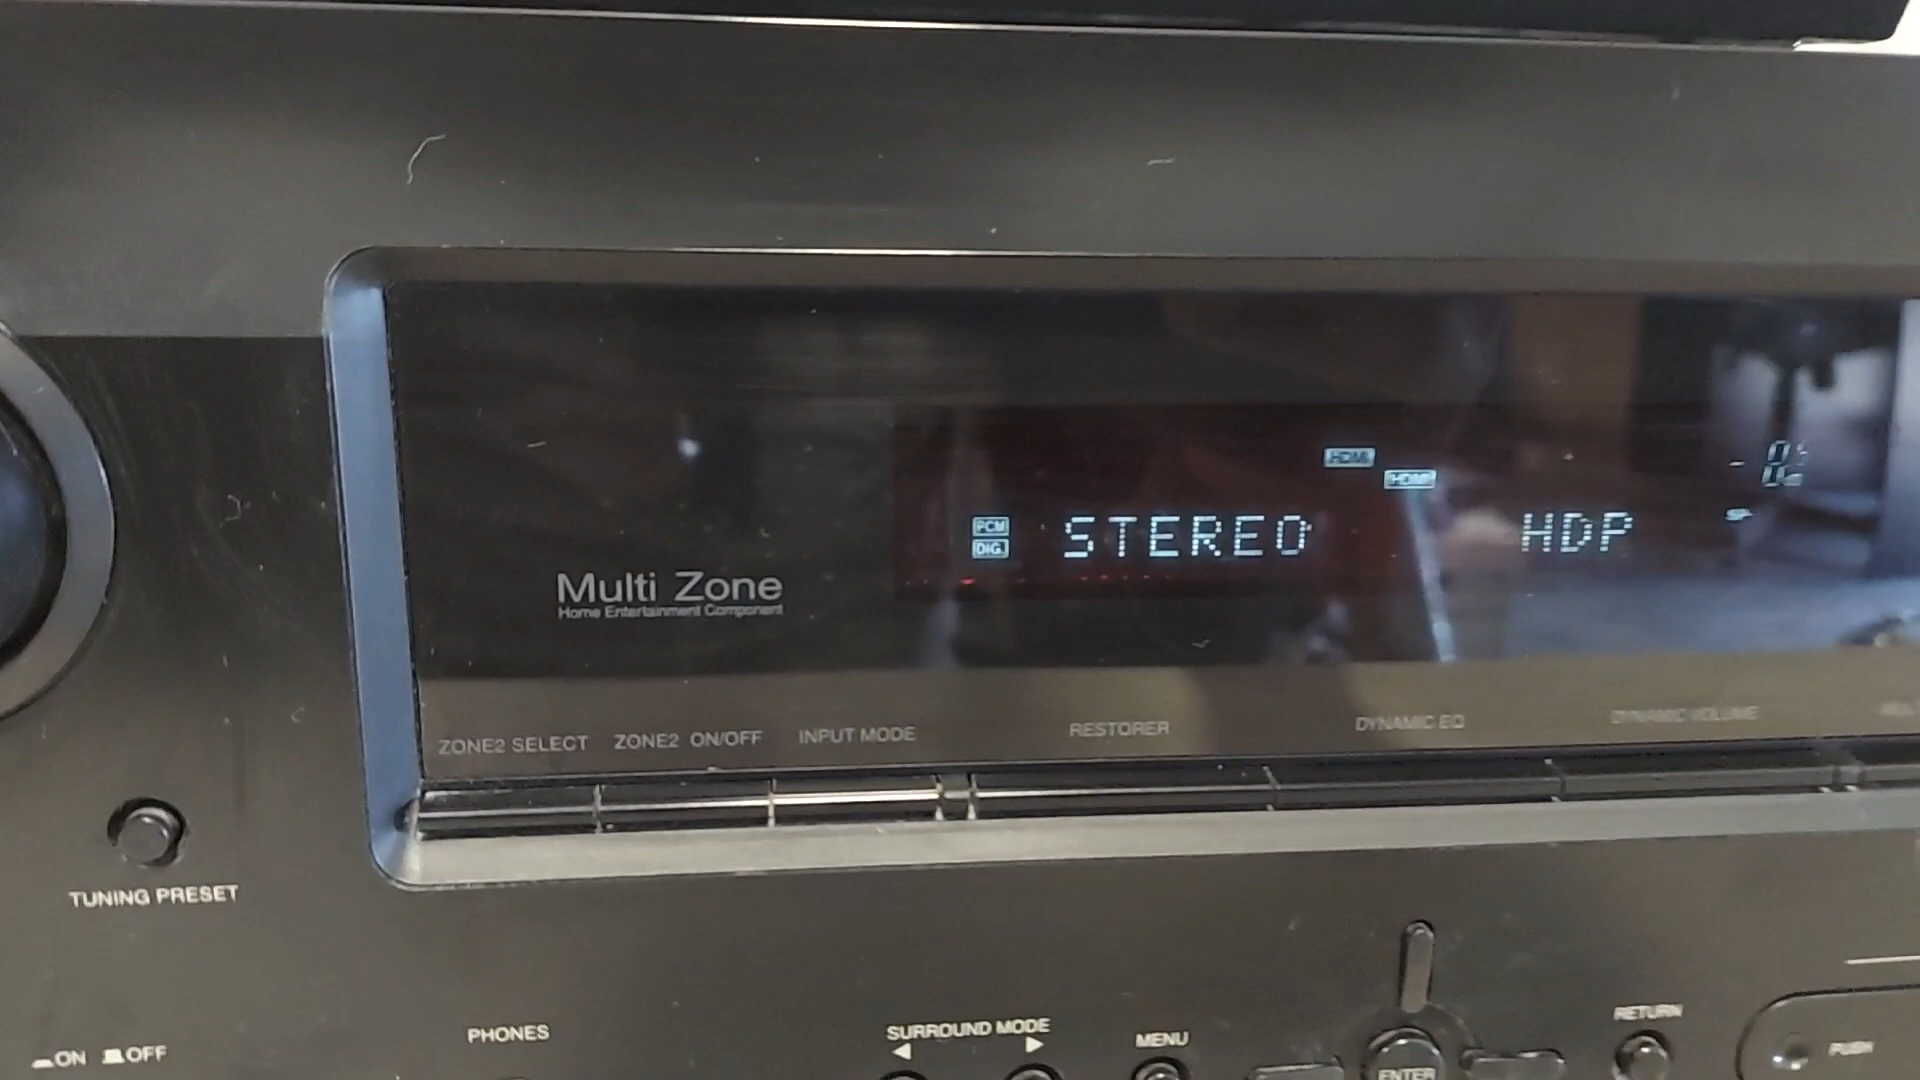 HDMI
HDMI
PCM
DIG.
STEREO HDP
Multi Zone
Home Entertainment Component
ZONE2 SELECT ZONE2 ON/OFF INPUT MODE RESTORER DYNAMIC EQ DYNAMIC VOLUME
TUNING PRESET
ON OFF
PHONES
SURROUND MODE
MENU
RETURN
ENTER
PUSH